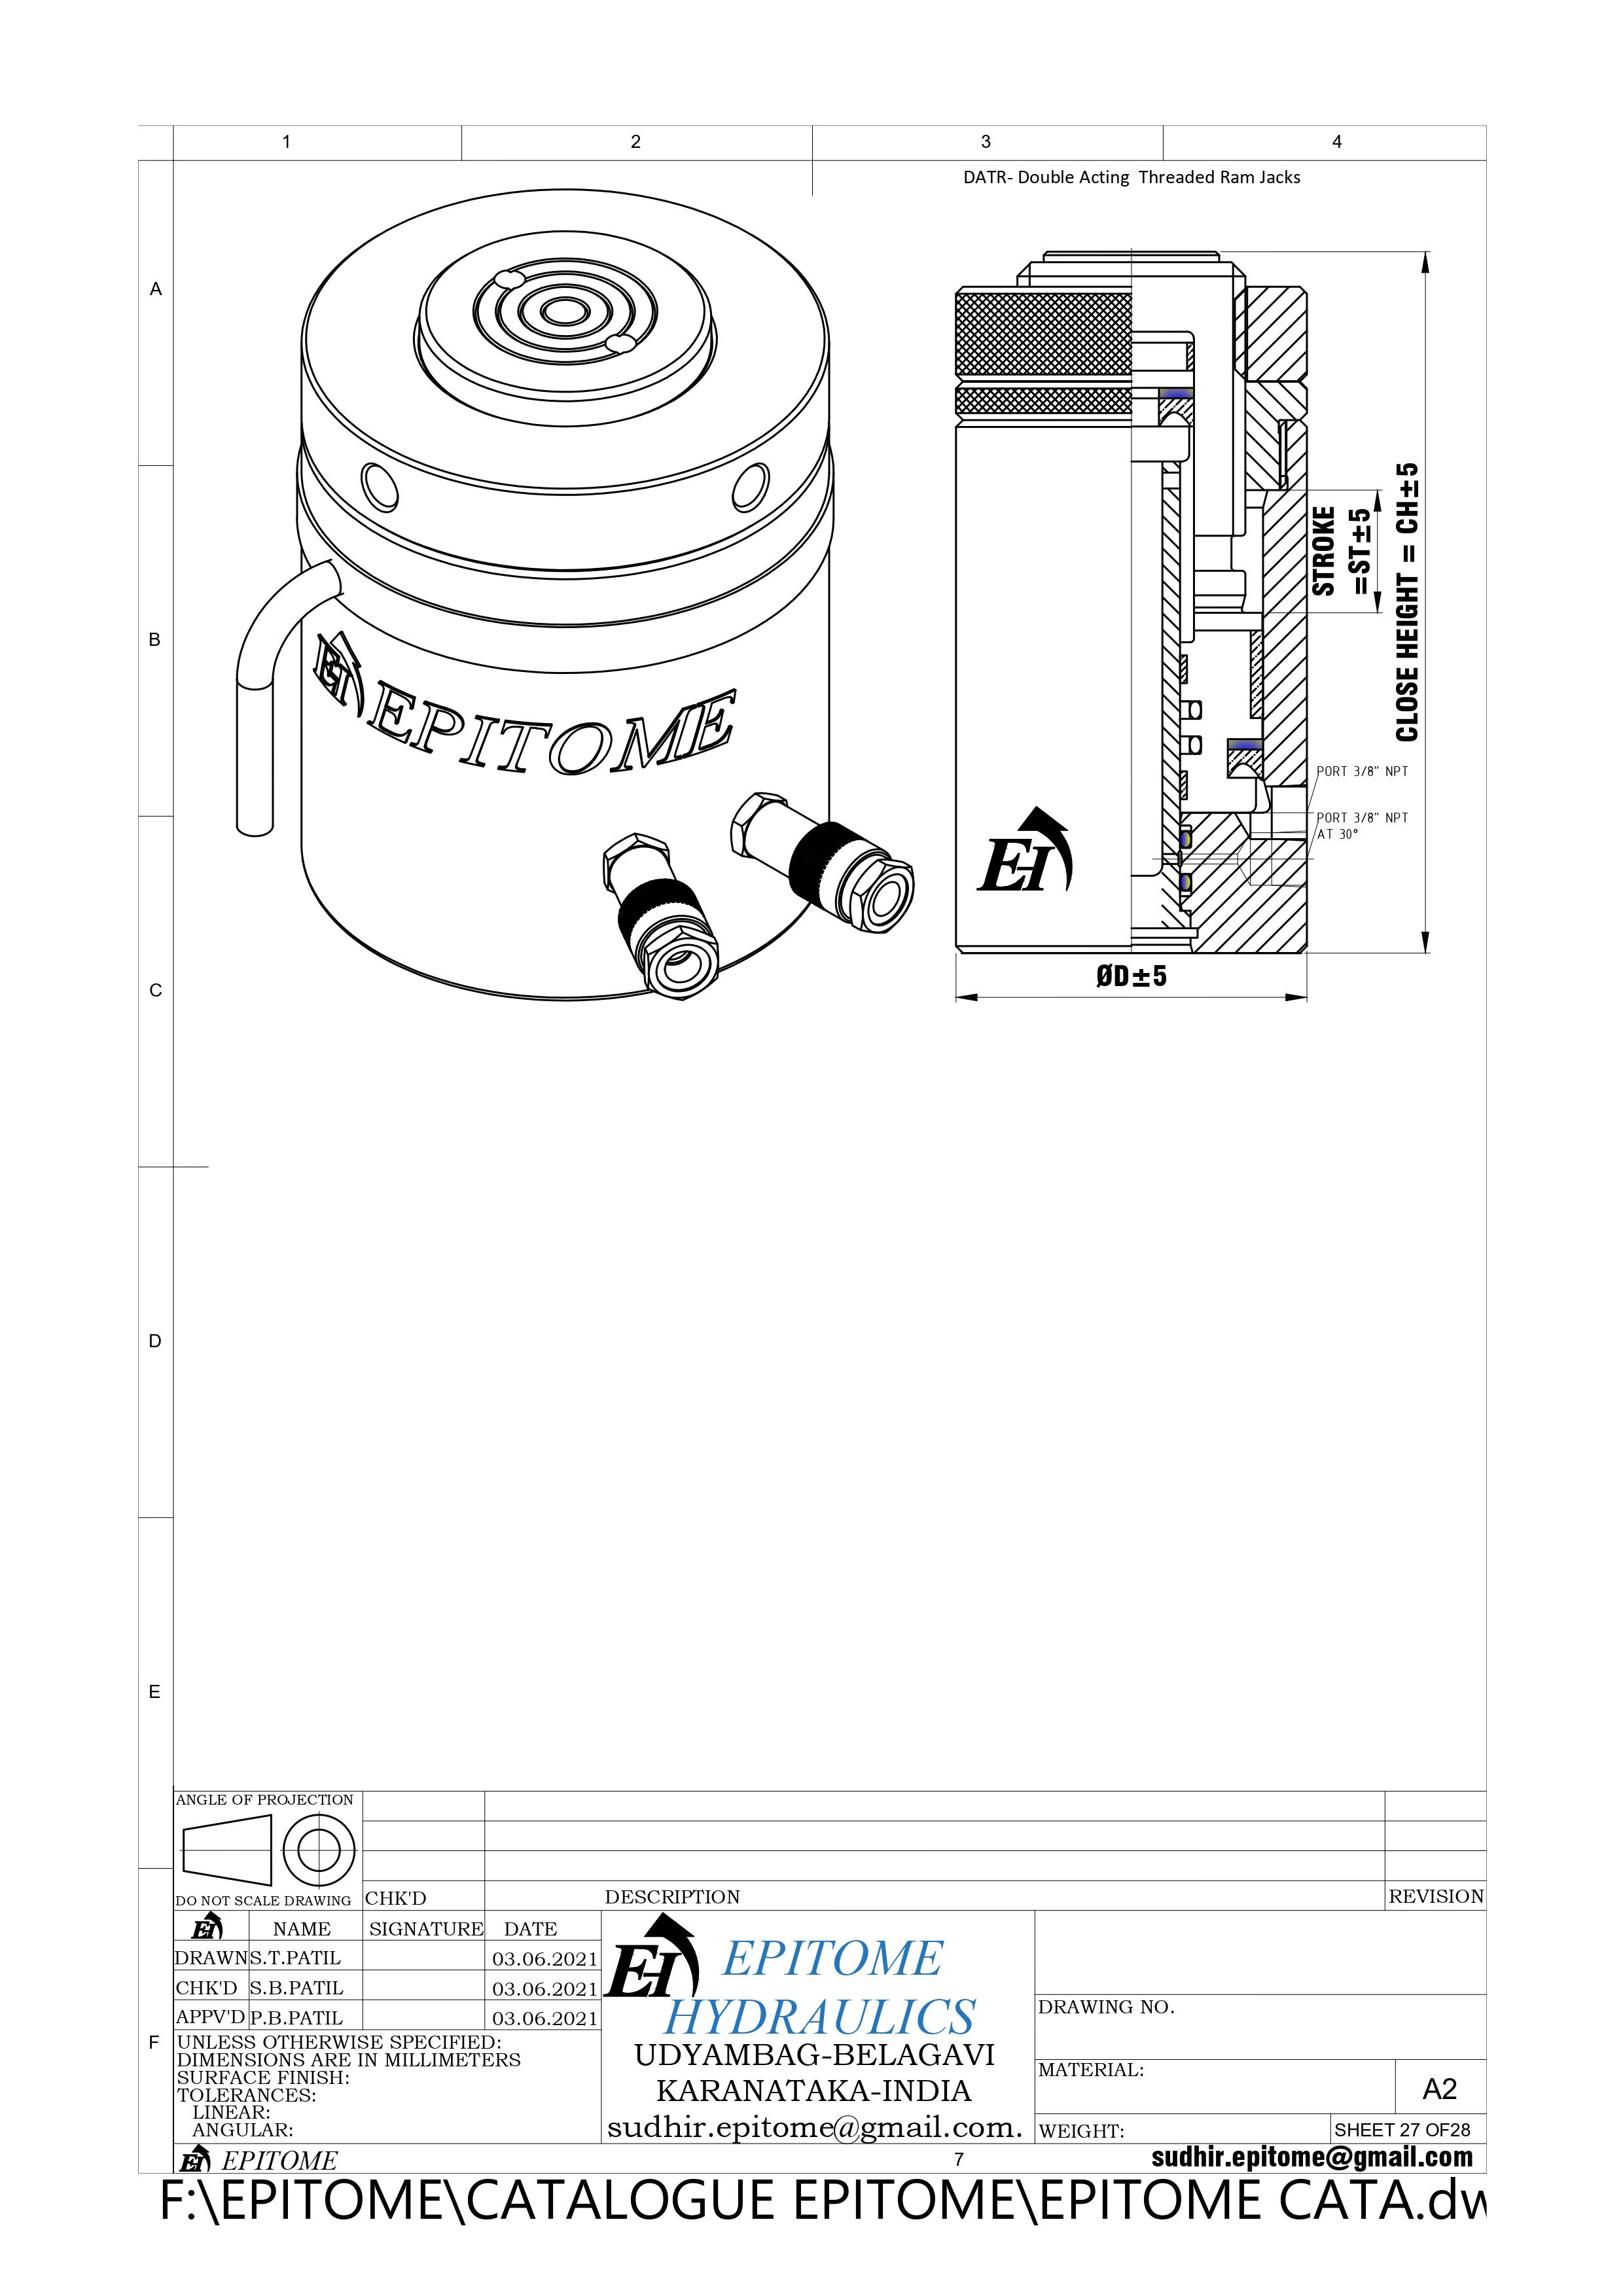 1 2 3 4
DATR- Double Acting Threaded Ram Jacks
A
B
C
D
E
F
EI EPITOME
STROKE
=ST±5
CLOSE HEIGHT = CH±5
PORT 3/8" NPT
PORT 3/8" NPT
AT 30°
EI
ØD±5
ANGLE OF PROJECTION
DO NOT SCALE DRAWING CHK'D DESCRIPTION REVISION
EI NAME SIGNATURE DATE
DRAWN S.T.PATIL 03.06.2021
CHK'D S.B.PATIL 03.06.2021
APPV'D P.B.PATIL 03.06.2021
UNLESS OTHERWISE SPECIFIED:
DIMENSIONS ARE IN MILLIMETERS
SURFACE FINISH:
TOLERANCES:
LINEAR:
ANGULAR:
EI EPITOME
HYDRAULICS
UDYAMBAG-BELAGAVI
KARANATAKA-INDIA
sudhir.epitome@gmail.com.
DRAWING NO.
MATERIAL:
A2
WEIGHT: SHEET 27 OF28
EI EPITOME 7 sudhir.epitome@gmail.com
F:\EPITOME\CATALOGUE EPITOME\EPITOME CATA.dw